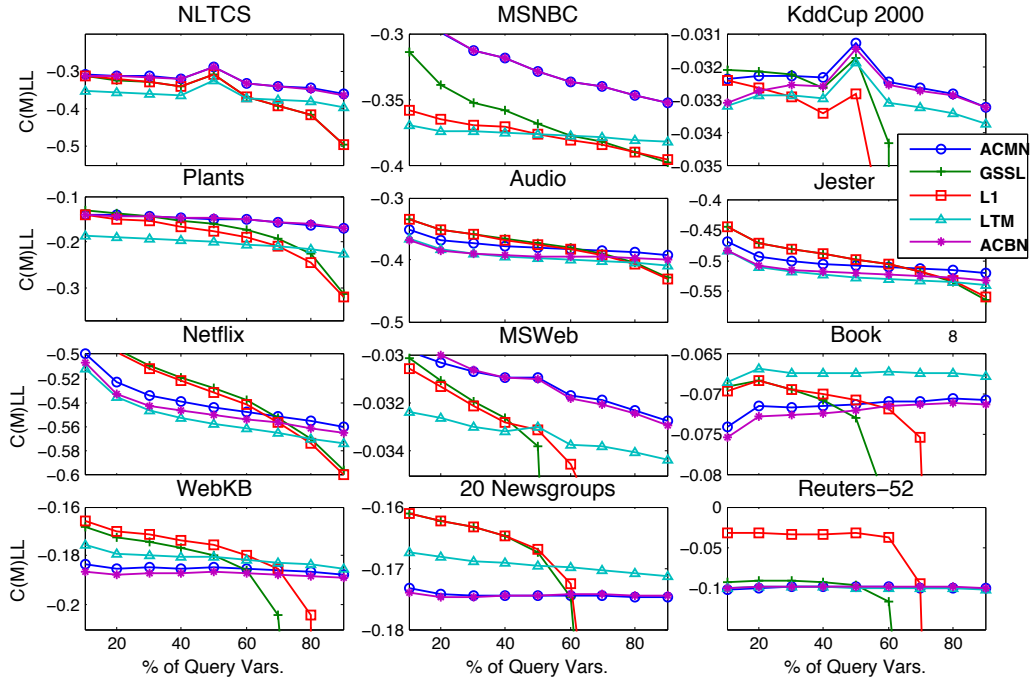 NLTCS MSNBC KddCup 2000
−0.3 −0.4 −0.5
−0.3 −0.35 −0.4
−0.031 −0.032 −0.033 −0.034 −0.035
C(M)LL
ACMN
GSSL
L1
LTM
ACBN
Plants Audio Jester
−0.1 −0.2 −0.3
−0.3 −0.4 −0.5
−0.4 −0.45 −0.5 −0.55
C(M)LL
Netflix MSWeb Book 8
−0.5 −0.52 −0.54 −0.56 −0.58 −0.6
−0.03 −0.032 −0.034
−0.065 −0.07 −0.075 −0.08
C(M)LL
WebKB 20 Newsgroups Reuters−52
−0.16 −0.18 −0.2
−0.16 −0.17 −0.18
0 −0.05 −0.1
C(M)LL
20 40 60 80 20 40 60 80 20 40 60 80
% of Query Vars. % of Query Vars. % of Query Vars.